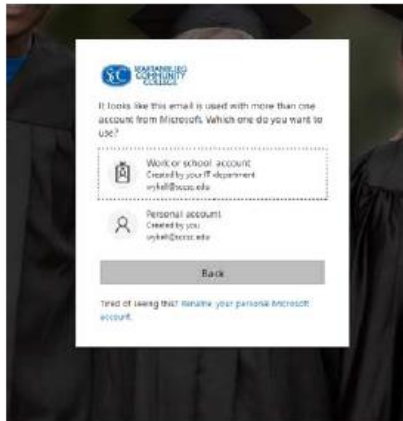 SCC SPARTANBURG
COMMUNITY
COLLEGE
It looks like this email is used with more than one
account from Microsoft. Which one do you want to
use?
Work or school account
Created by your IT department
Personal account
Created by you
Back
Tired of seeing this? Rename your personal Microsoft
account.